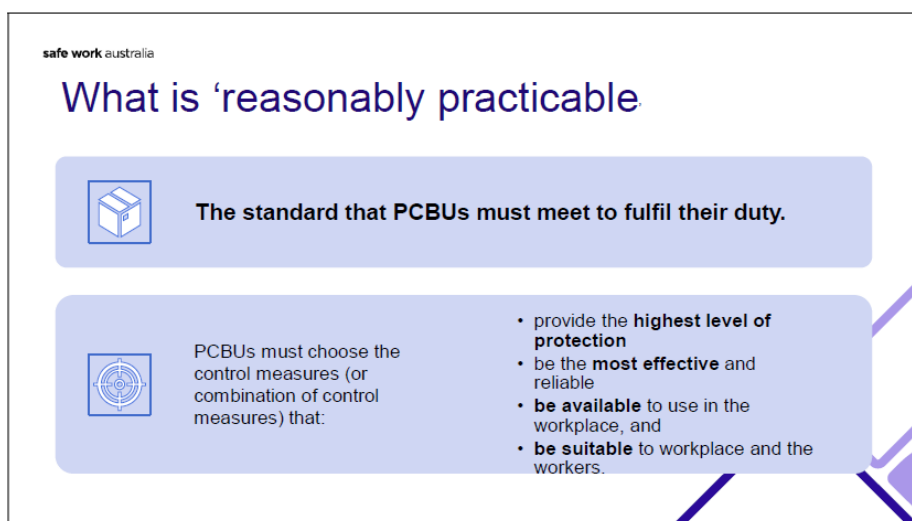 safe work australia
What is ‘reasonably practicable’
The standard that PCBUs must meet to fulfil their duty.
PCBUs must choose the
control measures (or
combination of control
measures) that:
• provide the highest level of
protection
• be the most effective and
reliable
• be available to use in the
workplace, and
• be suitable to workplace and the
workers.